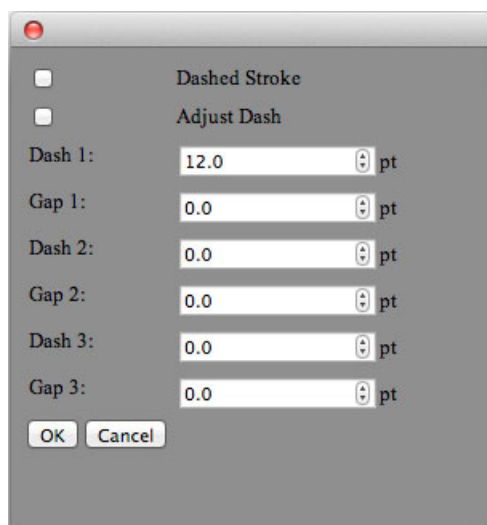 Dashed Stroke
Adjust Dash
Dash 1: 12.0 pt
Gap 1: 0.0 pt
Dash 2: 0.0 pt
Gap 2: 0.0 pt
Dash 3: 0.0 pt
Gap 3: 0.0 pt
OK Cancel